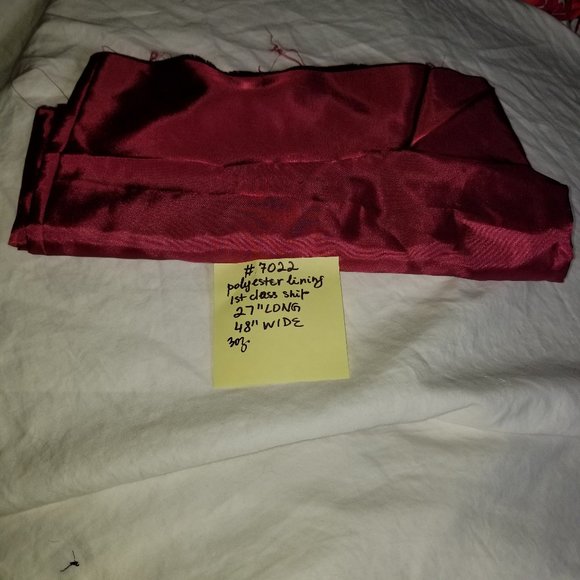 # 7022
polyester lining
1st class ship
27" LONG
48" WIDE
3oz.